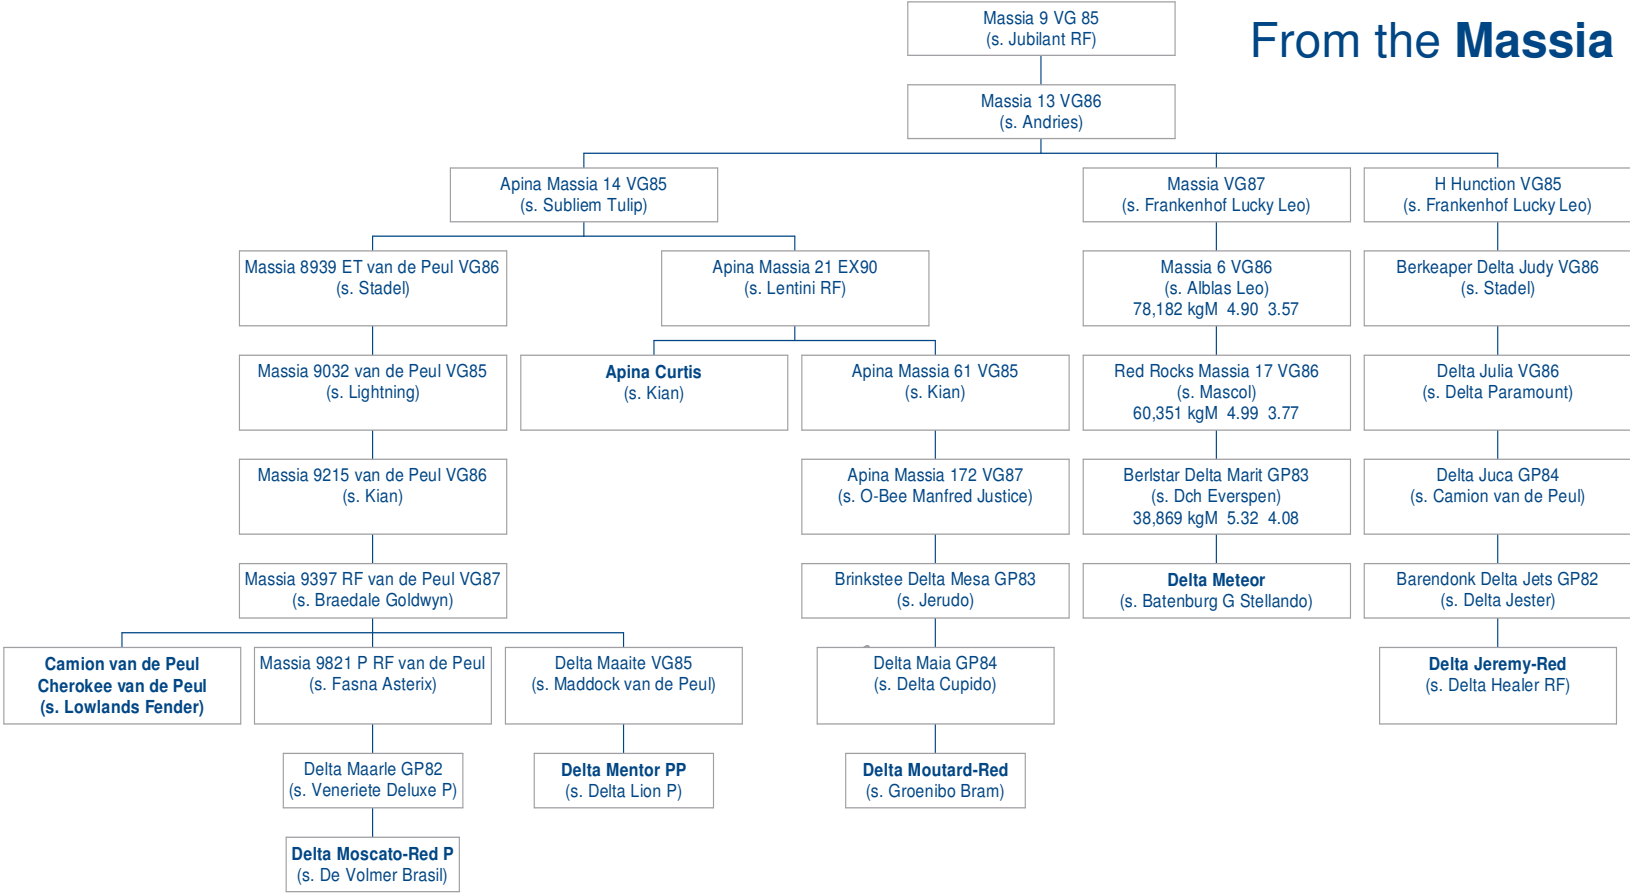 From the Massia
Massia 9 VG 85
(s. Jubilant RF)
Massia 13 VG86
(s. Andries)
Apina Massia 14 VG85
(s. Subliem Tulip)
Massia VG87
(s. Frankenhof Lucky Leo)
H Hunction VG85
(s. Frankenhof Lucky Leo)
Massia 8939 ET van de Peul VG86
(s. Stadel)
Apina Massia 21 EX90
(s. Lentini RF)
Massia 6 VG86
(s. Alblas Leo)
78,182 kgM 4.90 3.57
Berkeaper Delta Judy VG86
(s. Stadel)
Massia 9032 van de Peul VG85
(s. Lightning)
Apina Curtis
(s. Kian)
Apina Massia 61 VG85
(s. Kian)
Red Rocks Massia 17 VG86
(s. Mascol)
60,351 kgM 4.99 3.77
Delta Julia VG86
(s. Delta Paramount)
Massia 9215 van de Peul VG86
(s. Kian)
Apina Massia 172 VG87
(s. O-Bee Manfred Justice)
Berlstar Delta Marit GP83
(s. Dch Everspen)
38,869 kgM 5.32 4.08
Delta Juca GP84
(s. Camion van de Peul)
Massia 9397 RF van de Peul VG87
(s. Braedale Goldwyn)
Brinkstee Delta Mesa GP83
(s. Jerudo)
Delta Meteor
(s. Batenburg G Stellando)
Barendonk Delta Jets GP82
(s. Delta Jester)
Camion van de Peul
Cherokee van de Peul
(s. Lowlands Fender)
Massia 9821 P RF van de Peul
(s. Fasna Asterix)
Delta Maaite VG85
(s. Maddock van de Peul)
Delta Maia GP84
(s. Delta Cupido)
Delta Jeremy-Red
(s. Delta Healer RF)
Delta Maarle GP82
(s. Veneriete Deluxe P)
Delta Mentor PP
(s. Delta Lion P)
Delta Moutard-Red
(s. Groenibo Bram)
Delta Moscato-Red P
(s. De Volmer Brasil)